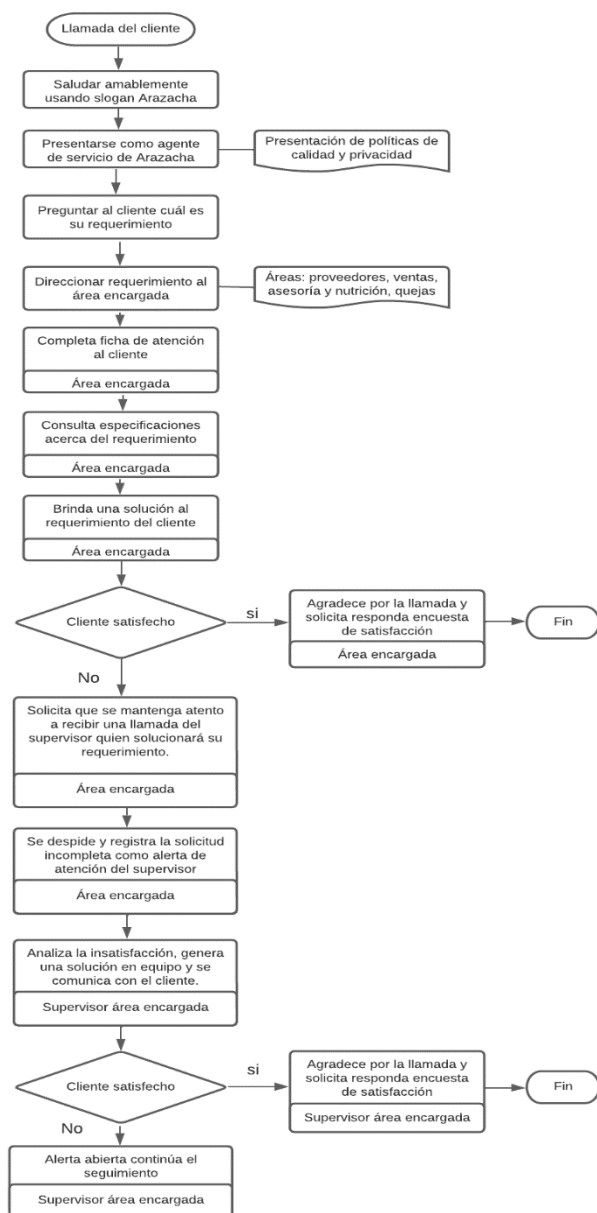 Llamada del cliente
Saludar amablemente
usando slogan Arazacha
Presentarse como agente
de servicio de Arazacha
Presentación de políticas de
calidad y privacidad
Preguntar al cliente cuál es
su requerimiento
Direccionar requerimiento al
área encargada
Áreas: proveedores, ventas,
asesoría y nutrición, quejas
Completa ficha de atención
al cliente
Área encargada
Consulta especificaciones
acerca del requerimiento
Área encargada
Brinda una solución al
requerimiento del cliente
Área encargada
Cliente satisfecho
si
Agradece por la llamada y
solicita responda encuesta
de satisfacción
Área encargada
Fin
No
Solicita que se mantenga atento
a recibir una llamada del
supervisor quien solucionará su
requerimiento.
Área encargada
Se despide y registra la solicitud
incompleta como alerta de
atención del supervisor
Área encargada
Analiza la insatisfacción, genera
una solución en equipo y se
comunica con el cliente.
Supervisor área encargada
Cliente satisfecho
si
Agradece por la llamada y
solicita responda encuesta
de satisfacción
Supervisor área encargada
Fin
No
Alerta abierta continúa el
seguimiento
Supervisor área encargada